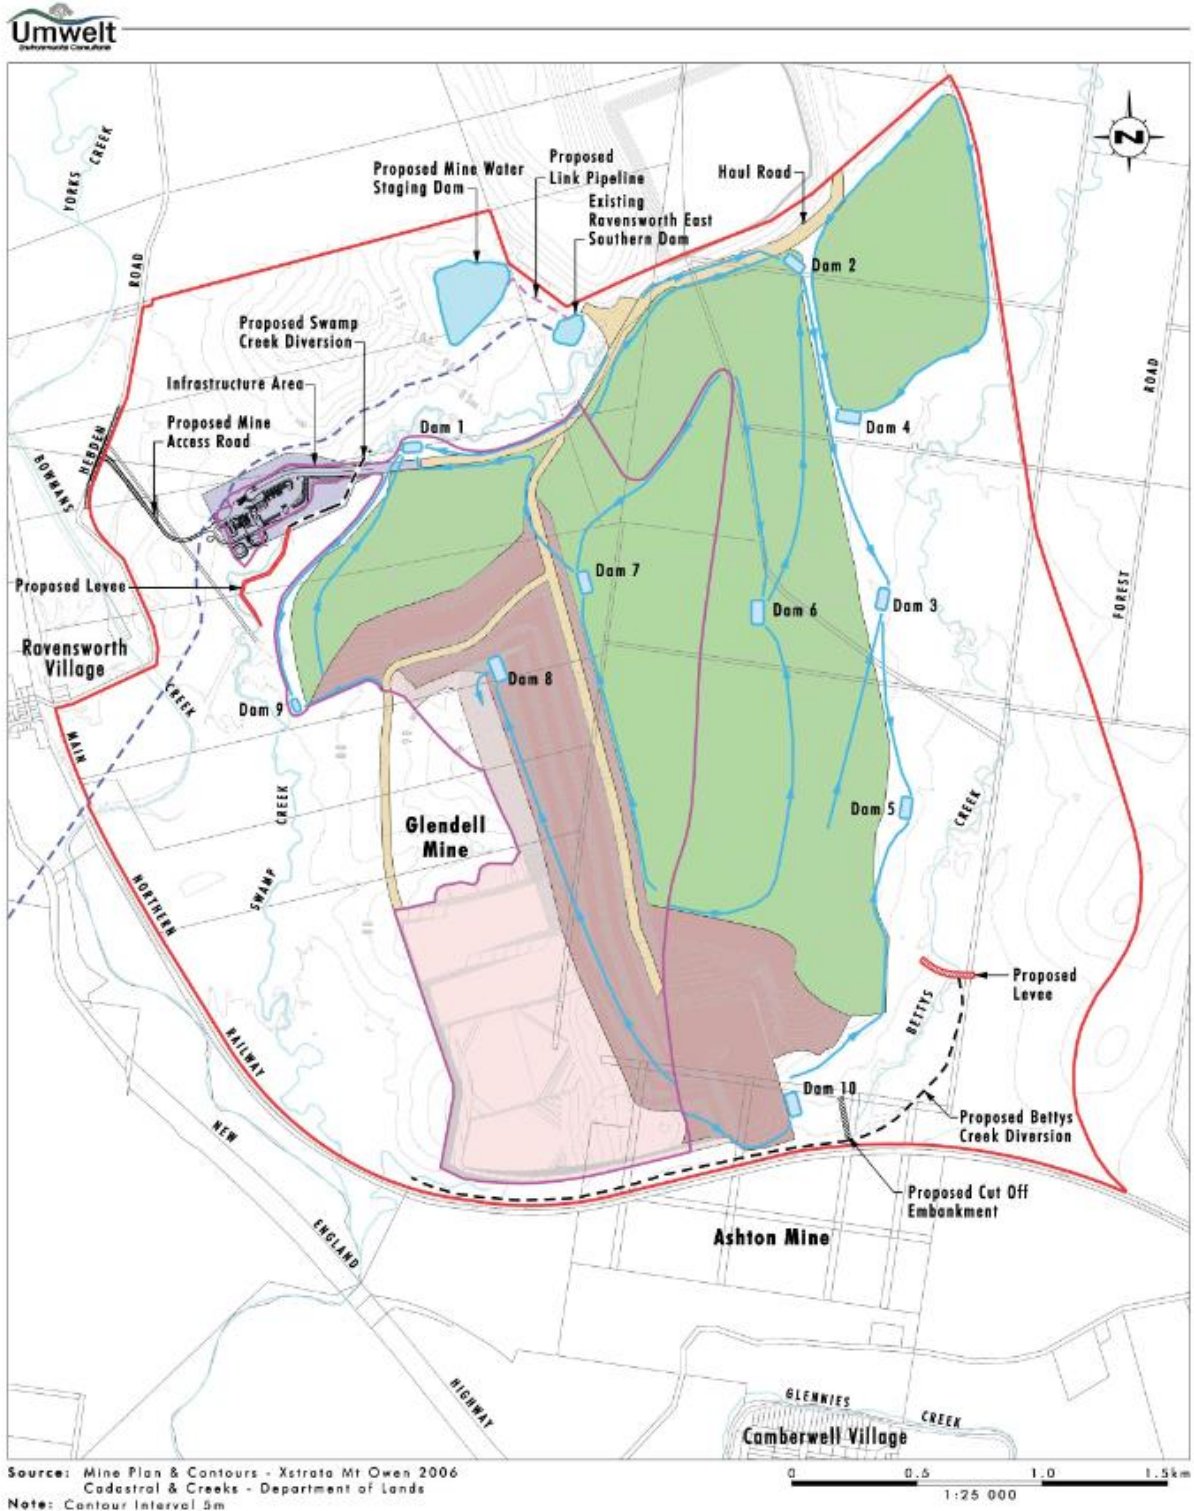 Umwelt
Environmental Consultants
YORKS CREEK
Proposed Mine Water
Staging Dam
Proposed
Link Pipeline
Existing
Ravensworth East
Southern Dam
Haul Road
N
ROAD
Dam 2
115
Proposed Swamp
Creek Diversion
Infrastructure Area
Proposed Mine
Access Road
Dam 1
Dam 4
ROAD
HEBDEN
BOWMANS
Proposed Levee
Dam 7
Dam 6
Dam 3
FOREST
Ravensworth
Village
CREEK
Dam 9
Dam 8
MAIN
CREEK
Glendell
Mine
Dam 5
CREEK
SWAMP
NORTHERN
Proposed
Levee
BETTYS
RAILWAY
Dam 10
Proposed Bettys
Creek Diversion
NEW
Proposed Cut Off
Embankment
Ashton Mine
ENGLAND
HIGHWAY
GLENNIES
CREEK
Camberwell Village
Source: Mine Plan & Contours - Xstrata Mt Owen 2006
Cadastral & Creeks - Department of Lands
Note: Contour Interval 5m
0 0.5 1.0 1.5km
1:25 000